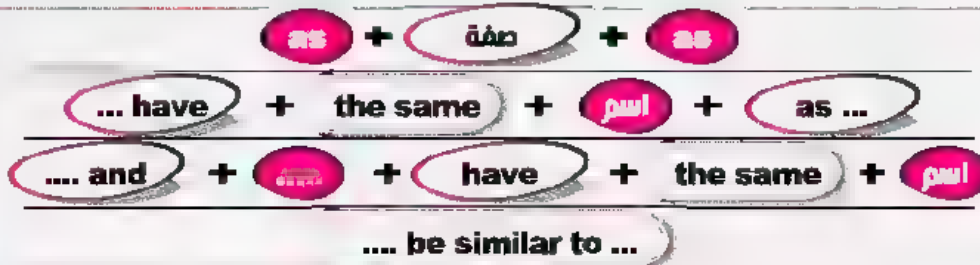 as + صفة + as
... have + the same + اسم + as ...
.... and + + have + the same + اسم
.... be similar to ...